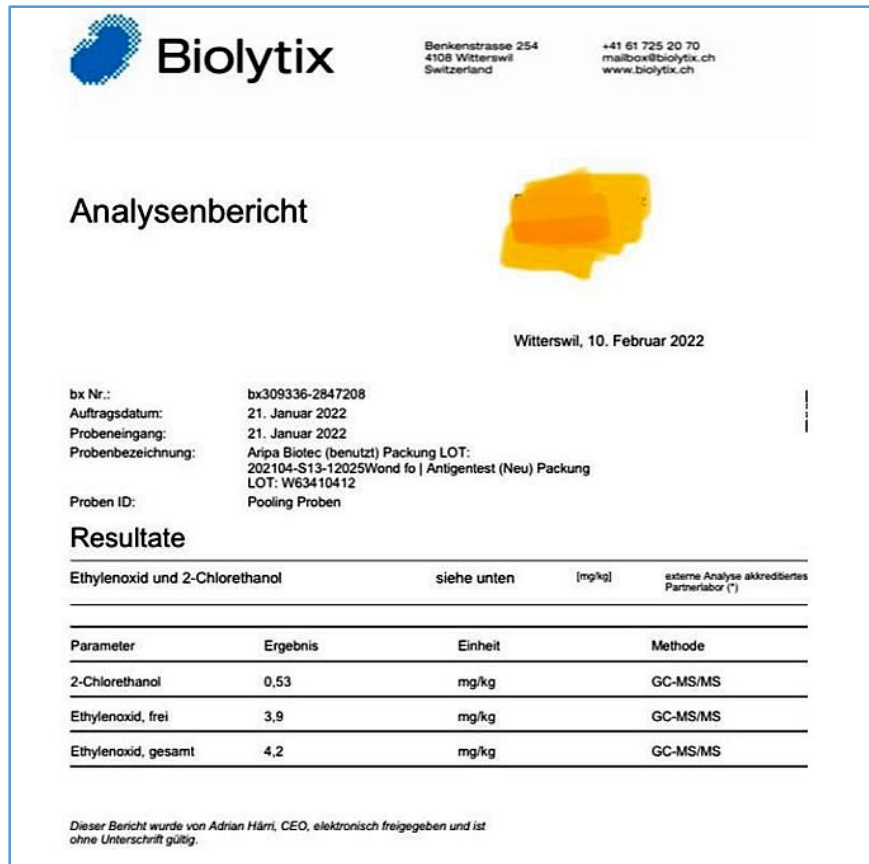 Biolytix
Benkenstrasse 254
4108 Witterswil
Switzerland
+41 61 725 20 70
mailbox@biolytix.ch
www.biolytix.ch
Analysenbericht
Witterswil, 10. Februar 2022
bx Nr.: bx309336-2847208
Auftragsdatum: 21. Januar 2022
Probeneingang: 21. Januar 2022
Probenbezeichnung: Aripa Biotec (benutzt) Packung LOT:
202104-S13-12025Wond fo | Antigentest (Neu) Packung
LOT: W63410412
Proben ID: Pooling Proben
Resultate
Ethylenoxid und 2-Chlorethanol siehe unten [mg/kg] externe Analyse akkreditiertes
Partnerlabor (*)
Parameter Ergebnis Einheit Methode
2-Chlorethanol 0,53 mg/kg GC-MS/MS
Ethylenoxid, frei 3,9 mg/kg GC-MS/MS
Ethylenoxid, gesamt 4,2 mg/kg GC-MS/MS
Dieser Bericht wurde von Adrian Härri, CEO, elektronisch freigegeben und ist
ohne Unterschrift gültig.